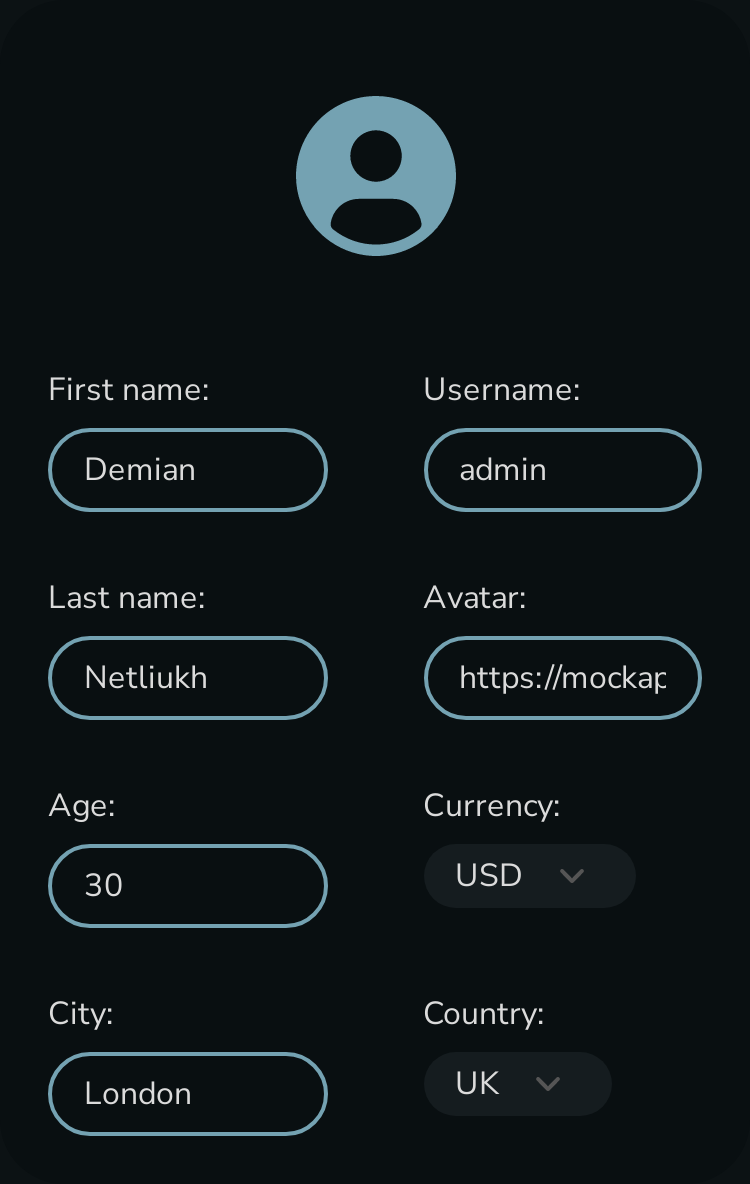 First name:
Username:
Demian
admin
Last name:
Avatar:
Netliukh
https://mockap
Age:
Currency:
30
USD
City:
Country:
London
UK